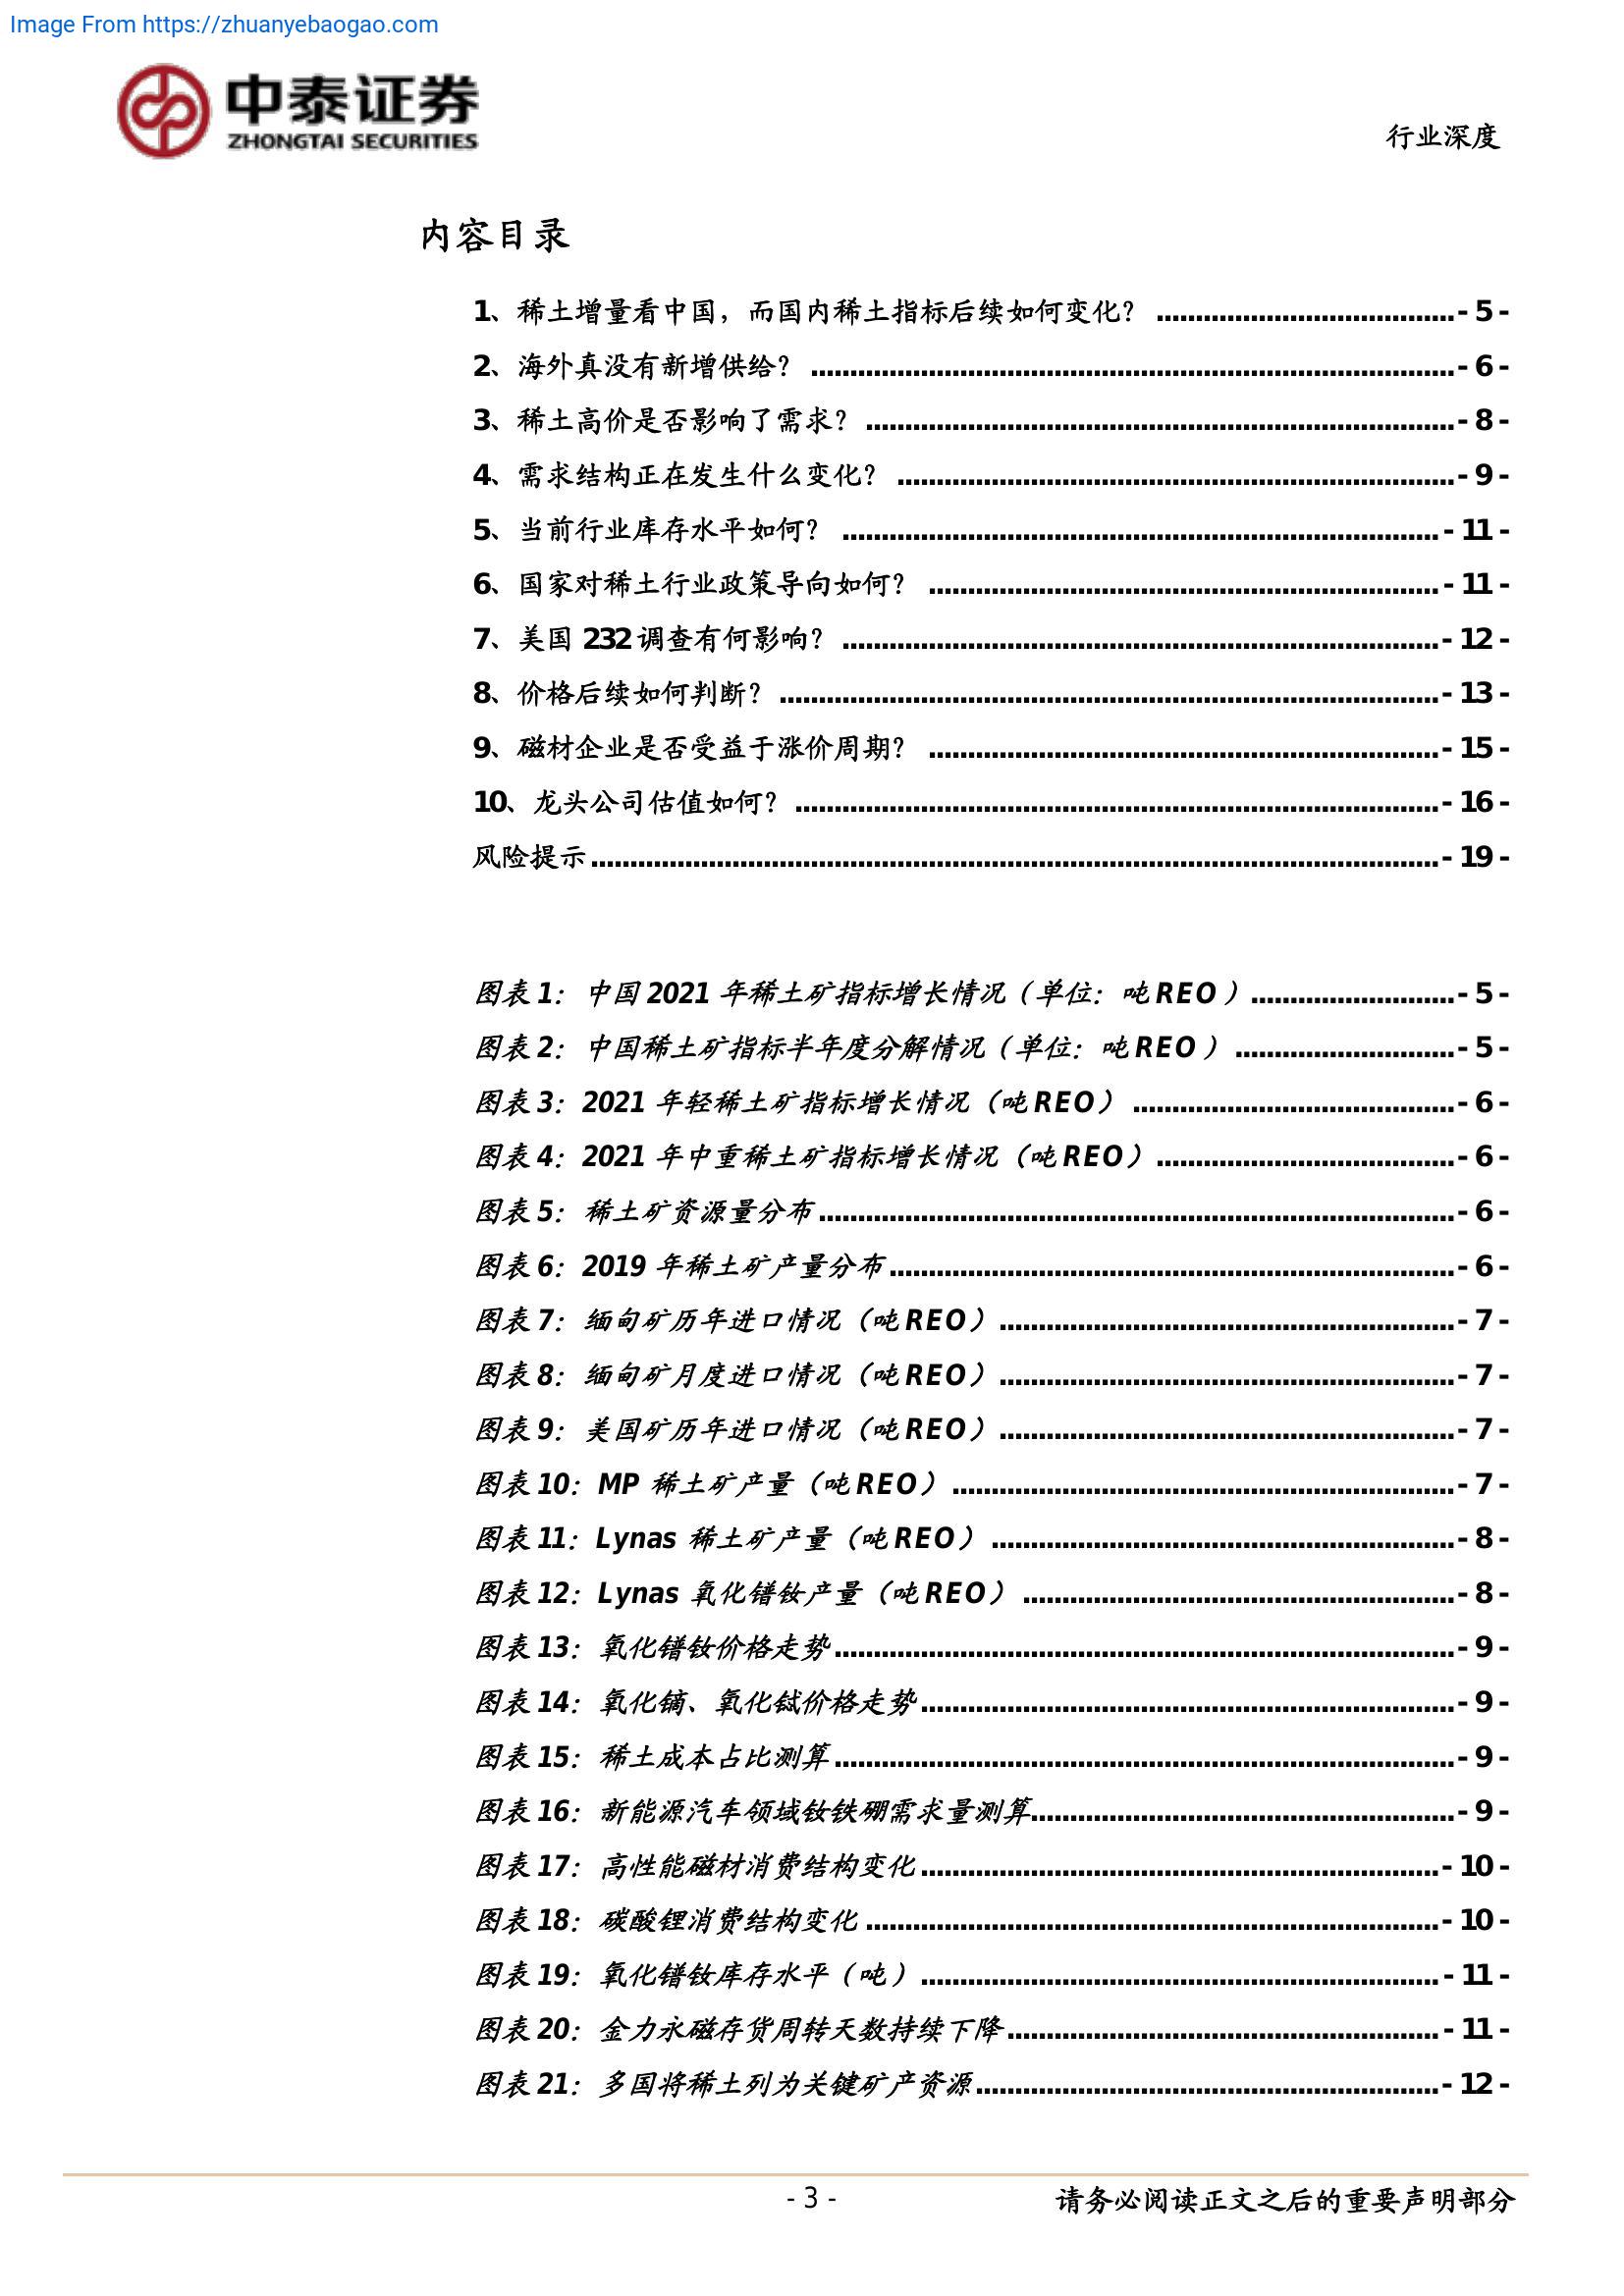 Image From https://zhuanyebaogao.com
中泰证券
ZHONGTAI SECURITIES
行业深度
内容目录
1、稀土增量看中国，而国内稀土指标后续如何变化？ ......................................- 5 -
2、海外真没有新增供给？ ..................................................................................- 6 -
3、稀土高价是否影响了需求？ ...........................................................................- 8 -
4、需求结构正在发生什么变化？ .......................................................................- 9 -
5、当前行业库存水平如何？ ............................................................................- 11 -
6、国家对稀土行业政策导向如何？ .................................................................- 11 -
7、美国 232 调查有何影响？ ............................................................................- 12 -
8、价格后续如何判断？ ....................................................................................- 13 -
9、磁材企业是否受益于涨价周期？ .................................................................- 15 -
10、龙头公司估值如何？ ..................................................................................- 16 -
风险提示 ............................................................................................................- 19 -
图表 1：中国 2021 年稀土矿指标增长情况（单位：吨 REO）..........................- 5 -
图表 2：中国稀土矿指标半年度分解情况（单位：吨 REO） ............................- 5 -
图表 3：2021 年轻稀土矿指标增长情况（吨 REO） .........................................- 6 -
图表 4：2021 年中重稀土矿指标增长情况（吨 REO）......................................- 6 -
图表 5：稀土矿资源量分布.................................................................................- 6 -
图表 6：2019 年稀土矿产量分布........................................................................- 6 -
图表 7：缅甸矿历年进口情况（吨 REO）..........................................................- 7 -
图表 8：缅甸矿月度进口情况（吨 REO）..........................................................- 7 -
图表 9：美国矿历年进口情况（吨 REO）..........................................................- 7 -
图表 10：MP 稀土矿产量（吨 REO）................................................................- 7 -
图表 11：Lynas 稀土矿产量（吨 REO） ...........................................................- 8 -
图表 12：Lynas 氧化镨钕产量（吨 REO） .......................................................- 8 -
图表 13：氧化镨钕价格走势...............................................................................- 9 -
图表 14：氧化镝、氧化铽价格走势....................................................................- 9 -
图表 15：稀土成本占比测算...............................................................................- 9 -
图表 16：新能源汽车领域钕铁硼需求量测算......................................................- 9 -
图表 17：高性能磁材消费结构变化..................................................................- 10 -
图表 18：碳酸锂消费结构变化.........................................................................- 10 -
图表 19：氧化镨钕库存水平（吨）..................................................................- 11 -
图表 20：金力永磁存货周转天数持续下降.......................................................- 11 -
图表 21：多国将稀土列为关键矿产资源...........................................................- 12 -
- 3 -
请务必阅读正文之后的重要声明部分